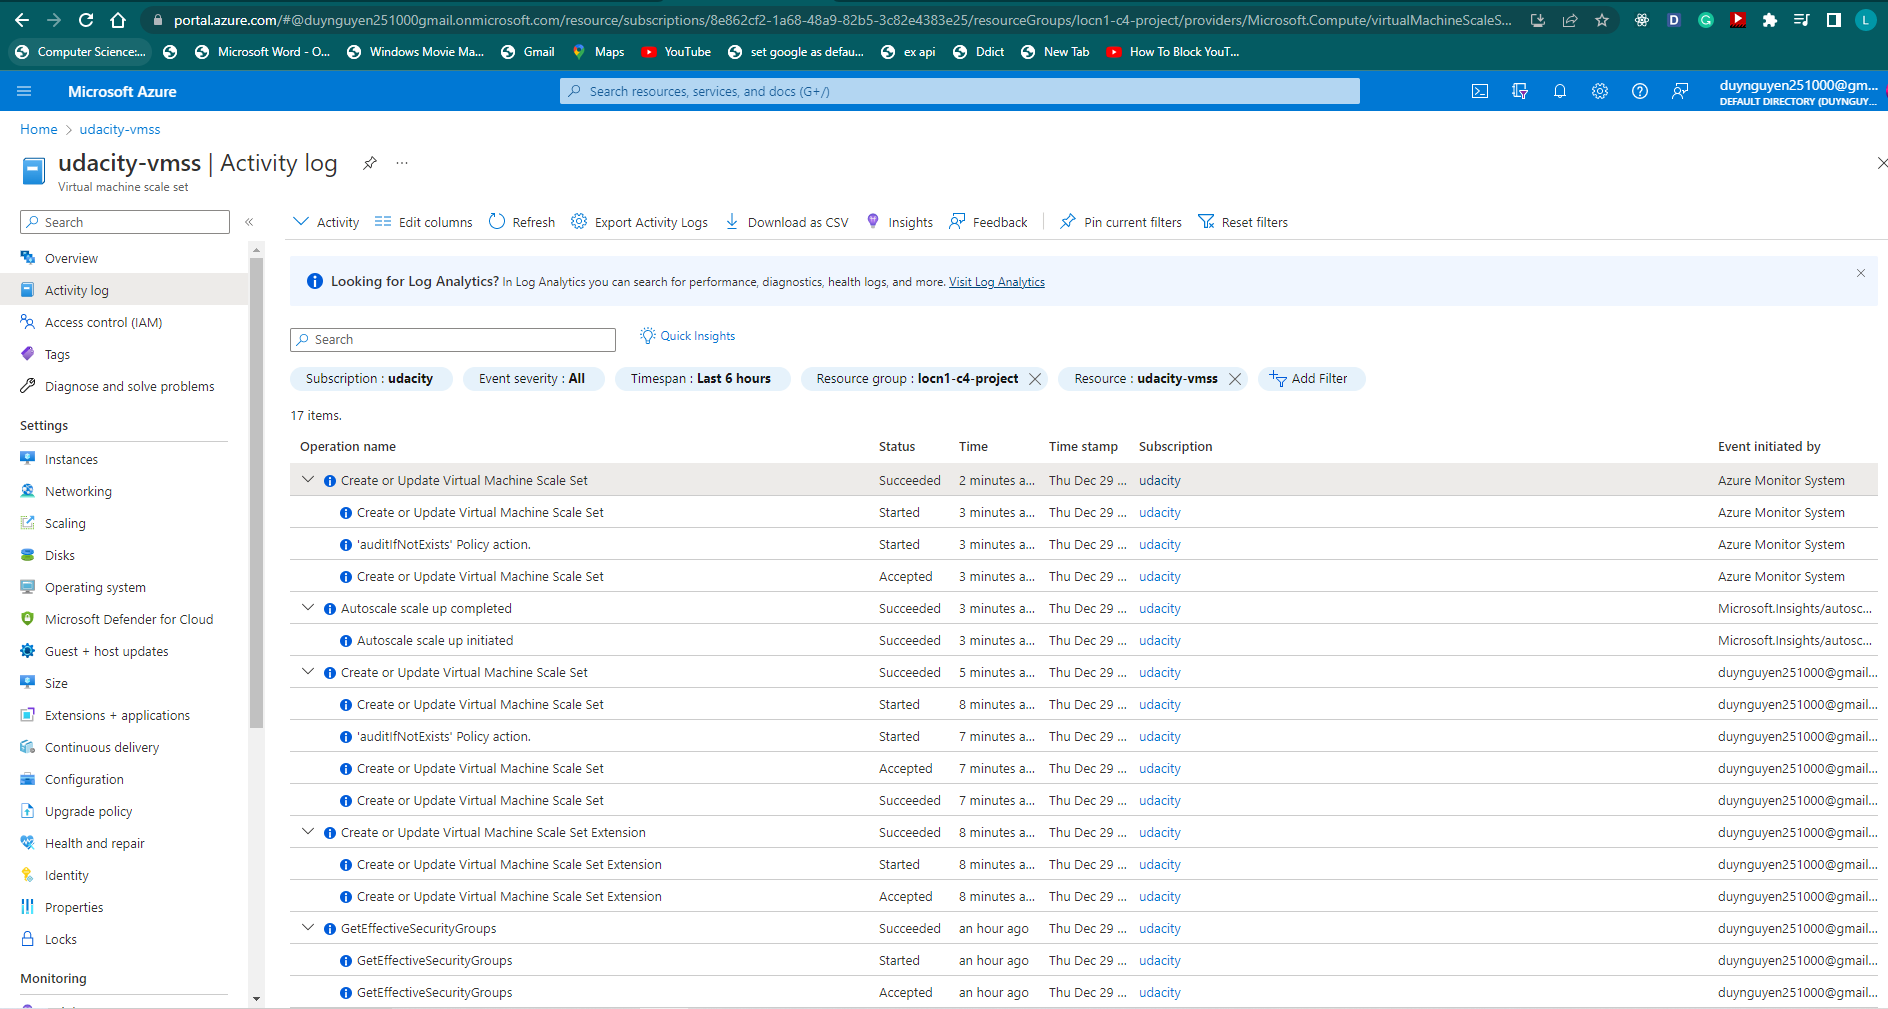 portal.azure.com/#@duynguyen251000gmail.onmicrosoft.com/resource/subscriptions/8e862cf2-1a68-48a9-82b5-3c82e4383e25/resourceGroups/locn1-c4-project/providers/Microsoft.Compute/virtualMachineScaleS...
D G L
Computer Science:... Microsoft Word - O... Windows Movie Ma... Gmail Maps YouTube set google as defau... ex api Ddict New Tab How To Block YouT...
Microsoft Azure
Search resources, services, and docs (G+/)
duynguyen251000@gm...
DEFAULT DIRECTORY (DUYNGUY...
Home > udacity-vmss
udacity-vmss | Activity log
Virtual machine scale set
Search
Overview
Activity log
Access control (IAM)
Tags
Diagnose and solve problems
Settings
Instances
Networking
Scaling
Disks
Operating system
Microsoft Defender for Cloud
Guest + host updates
Size
Extensions + applications
Continuous delivery
Configuration
Upgrade policy
Health and repair
Identity
Properties
Locks
Monitoring
Activity Edit columns Refresh Export Activity Logs Download as CSV Insights Feedback Pin current filters Reset filters
Looking for Log Analytics? In Log Analytics you can search for performance, diagnostics, health logs, and more. Visit Log Analytics
Search
Quick Insights
Subscription : udacity Event severity : All Timespan : Last 6 hours Resource group : locn1-c4-project Resource : udacity-vmss Add Filter
17 items.
Operation name Status Time Time stamp Subscription Event initiated by
Create or Update Virtual Machine Scale Set Succeeded 2 minutes a... Thu Dec 29 ... udacity Azure Monitor System
Create or Update Virtual Machine Scale Set Started 3 minutes a... Thu Dec 29 ... udacity Azure Monitor System
'auditIfNotExists' Policy action. Started 3 minutes a... Thu Dec 29 ... udacity Azure Monitor System
Create or Update Virtual Machine Scale Set Accepted 3 minutes a... Thu Dec 29 ... udacity Azure Monitor System
Autoscale scale up completed Succeeded 3 minutes a... Thu Dec 29 ... udacity Microsoft.Insights/autosc...
Autoscale scale up initiated Succeeded 3 minutes a... Thu Dec 29 ... udacity Microsoft.Insights/autosc...
Create or Update Virtual Machine Scale Set Succeeded 5 minutes a... Thu Dec 29 ... udacity duynguyen251000@gmail...
Create or Update Virtual Machine Scale Set Started 8 minutes a... Thu Dec 29 ... udacity duynguyen251000@gmail...
'auditIfNotExists' Policy action. Started 7 minutes a... Thu Dec 29 ... udacity duynguyen251000@gmail...
Create or Update Virtual Machine Scale Set Accepted 7 minutes a... Thu Dec 29 ... udacity duynguyen251000@gmail...
Create or Update Virtual Machine Scale Set Succeeded 7 minutes a... Thu Dec 29 ... udacity duynguyen251000@gmail...
Create or Update Virtual Machine Scale Set Extension Succeeded 8 minutes a... Thu Dec 29 ... udacity duynguyen251000@gmail...
Create or Update Virtual Machine Scale Set Extension Started 8 minutes a... Thu Dec 29 ... udacity duynguyen251000@gmail...
Create or Update Virtual Machine Scale Set Extension Accepted 8 minutes a... Thu Dec 29 ... udacity duynguyen251000@gmail...
GetEffectiveSecurityGroups Succeeded an hour ago Thu Dec 29 ... udacity duynguyen251000@gmail...
GetEffectiveSecurityGroups Started an hour ago Thu Dec 29 ... udacity duynguyen251000@gmail...
GetEffectiveSecurityGroups Accepted an hour ago Thu Dec 29 ... udacity duynguyen251000@gmail...